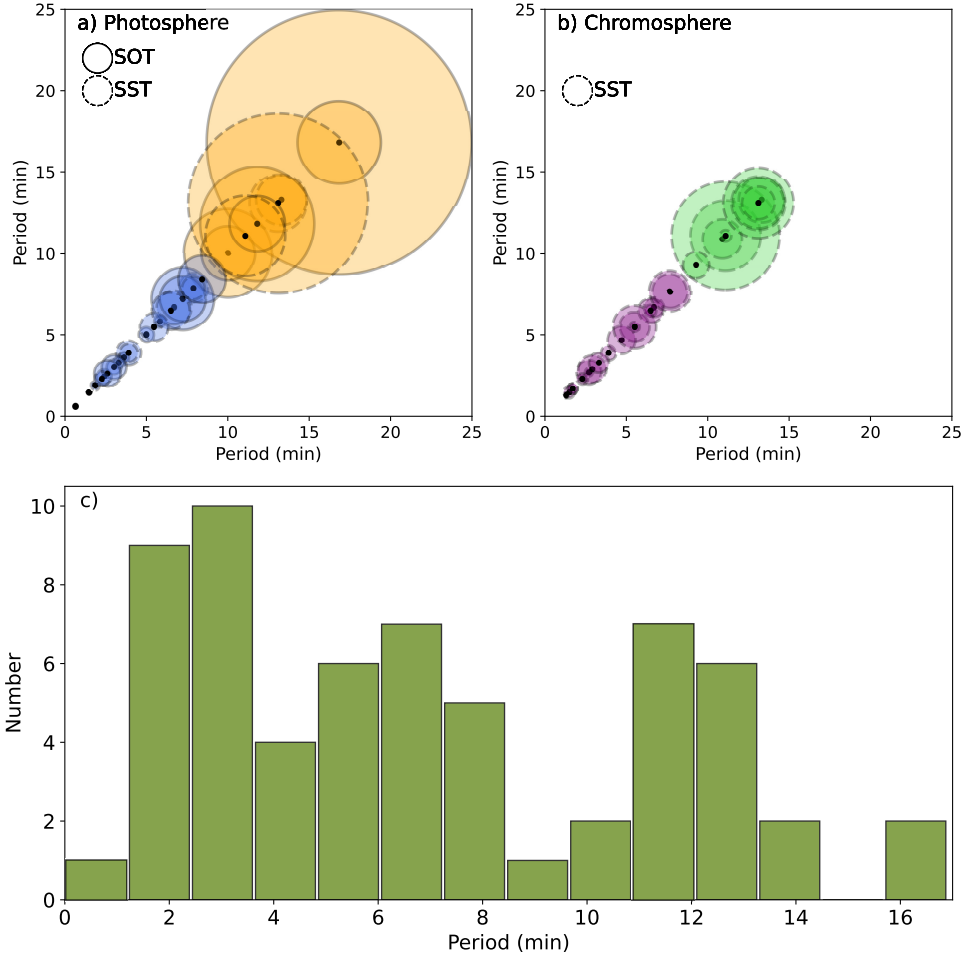 a) Photosphere
SOT
SST
25
20
15
10
5
0
Period (min)
0 5 10 15 20 25
Period (min)
b) Chromosphere
SST
25
20
15
10
5
0
Period (min)
0 5 10 15 20 25
Period (min)
c)
10
8
6
4
2
0
Number
0 2 4 6 8 10 12 14 16
Period (min)